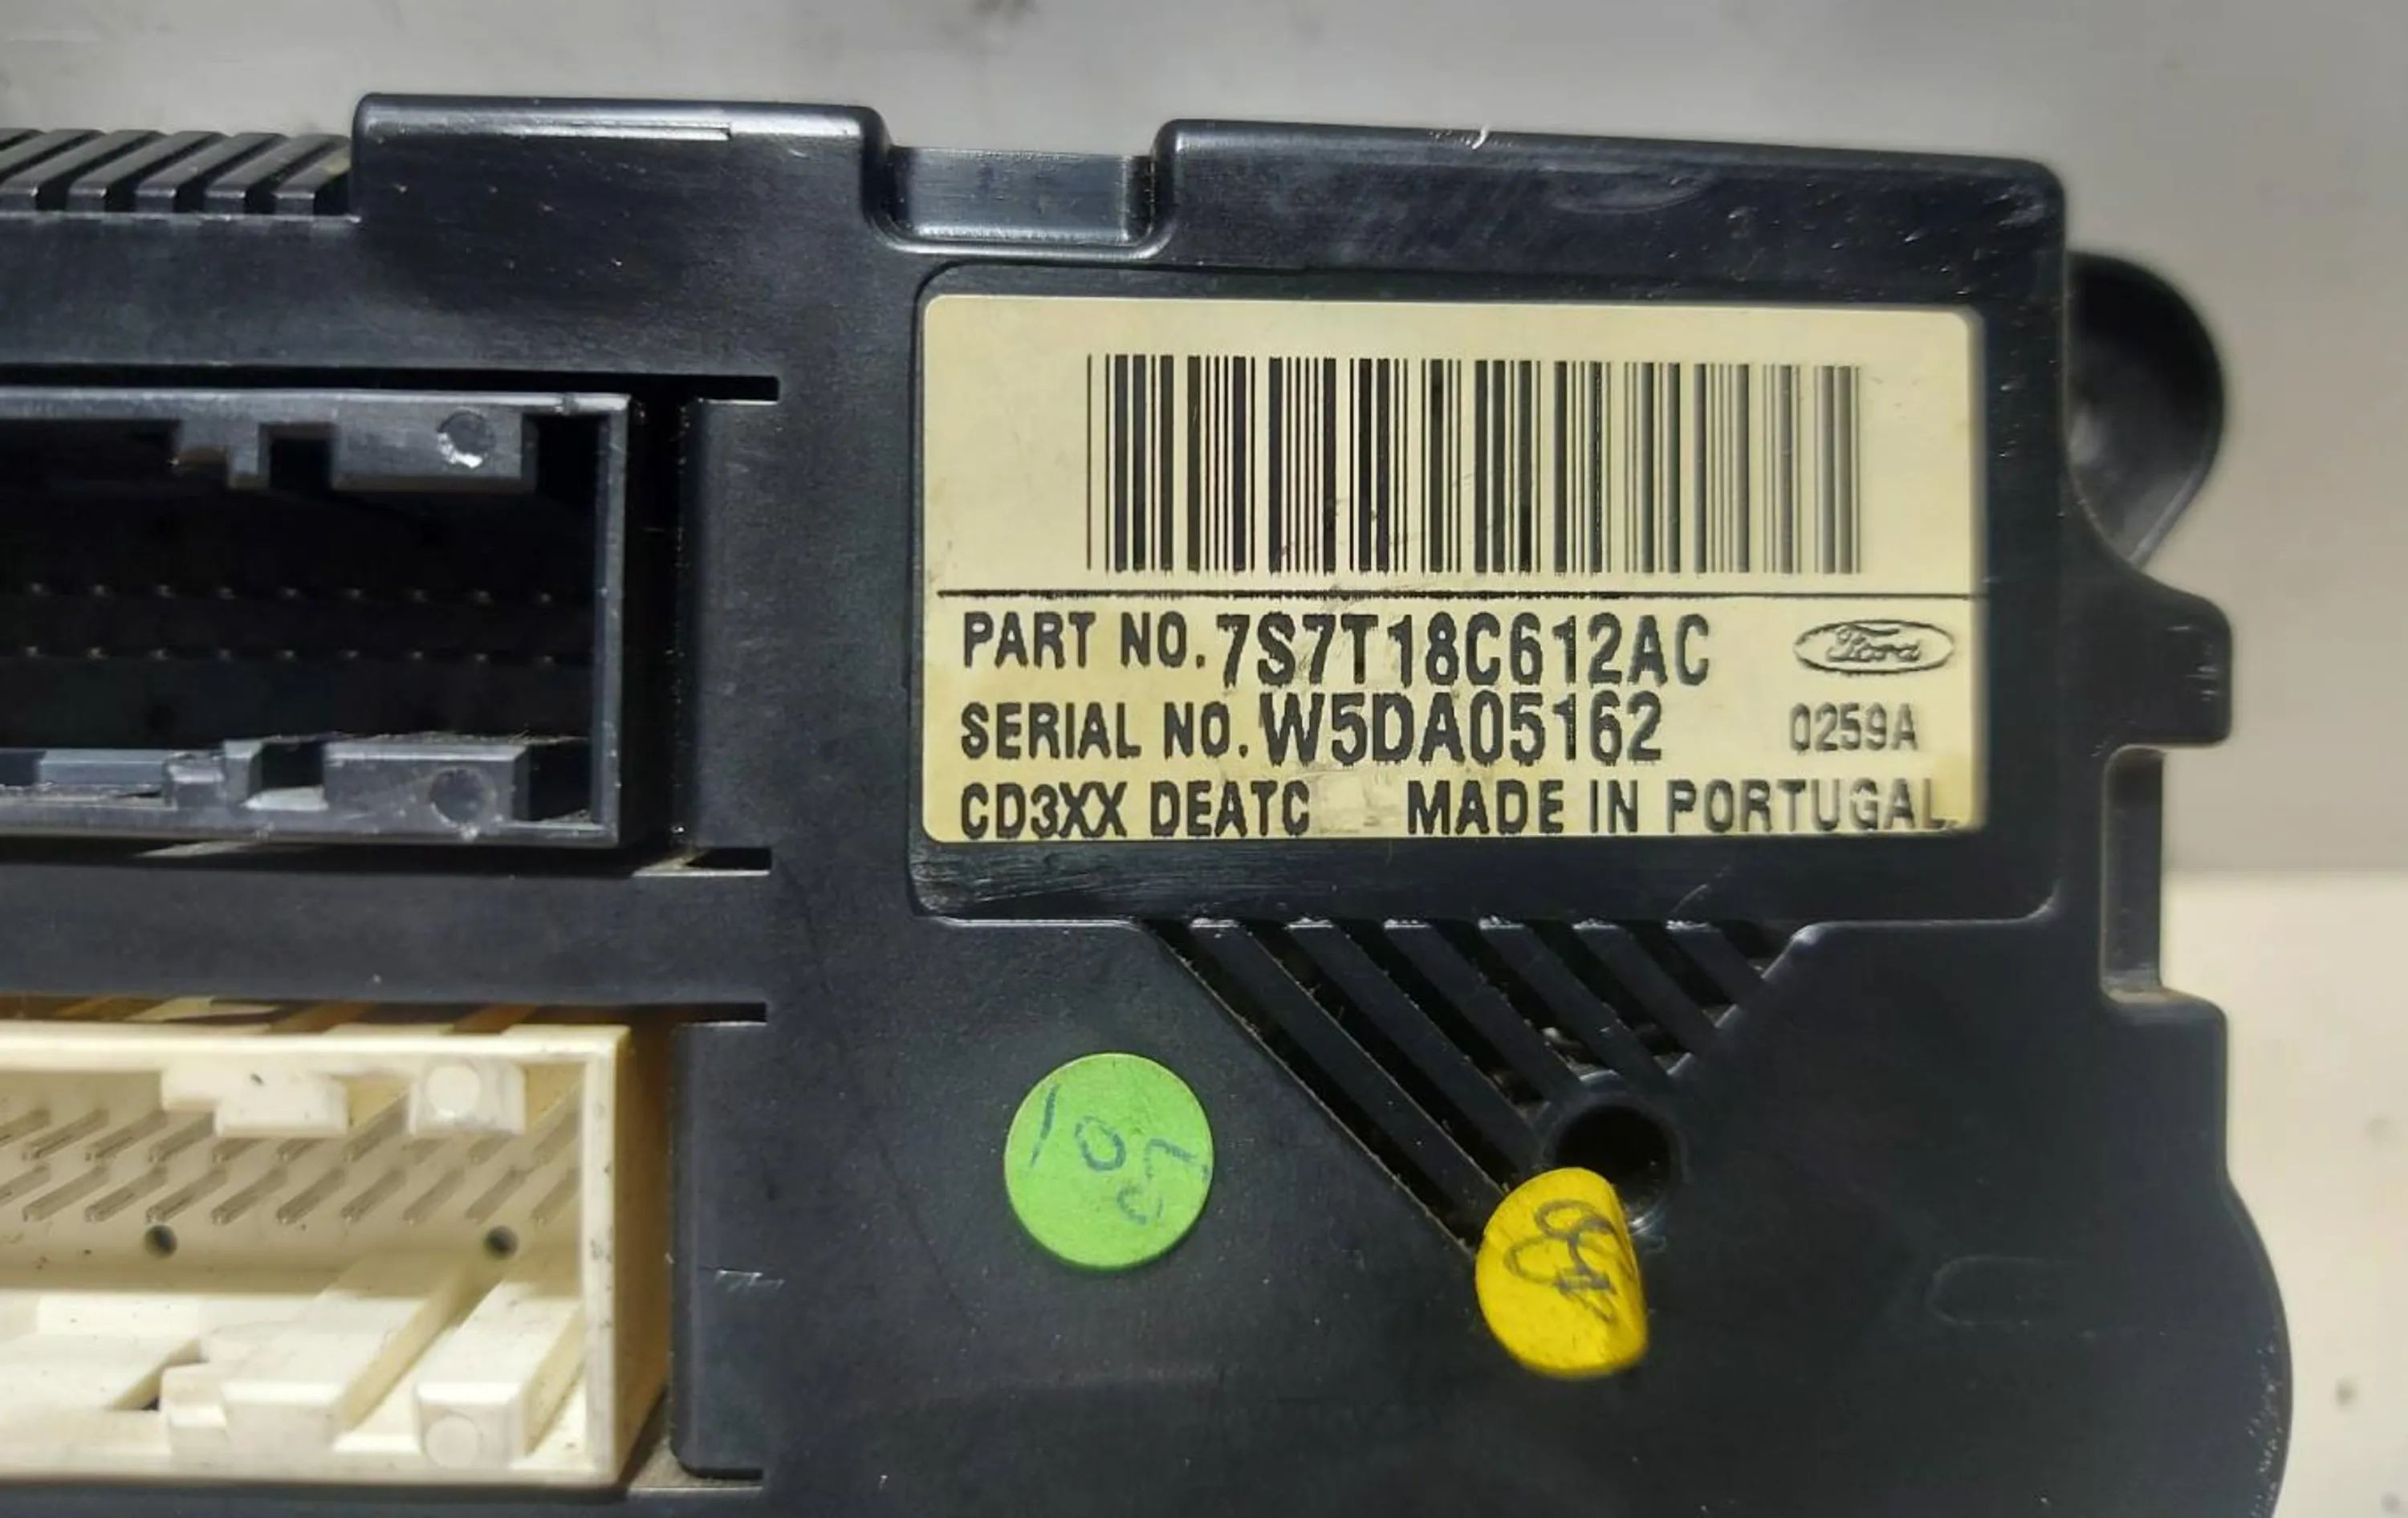 PART NO. 7S7T18C612AC
Ford
SERIAL NO. W5DA05162
0259A
CD3XX DEATC MADE IN PORTUGAL